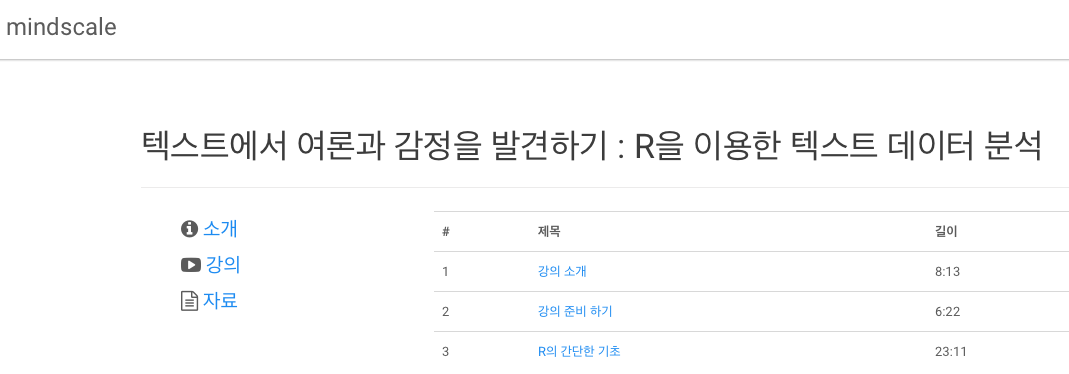 mindscale
텍스트에서 여론과 감정을 발견하기 : R을 이용한 텍스트 데이터 분석
소개
강의
자료
# 제목 길이
1 강의 소개 8:13
2 강의 준비 하기 6:22
3 R의 간단한 기초 23:11